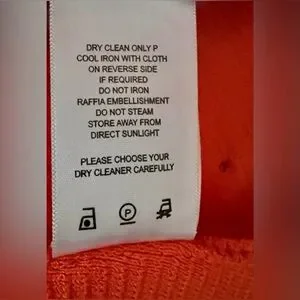 DRY CLEAN ONLY P
COOL IRON WITH CLOTH
ON REVERSE SIDE
IF REQUIRED
DO NOT IRON
RAFFIA EMBELLISHMENT
DO NOT STEAM
STORE AWAY FROM
DIRECT SUNLIGHT
PLEASE CHOOSE YOUR
DRY CLEANER CAREFULLY
P